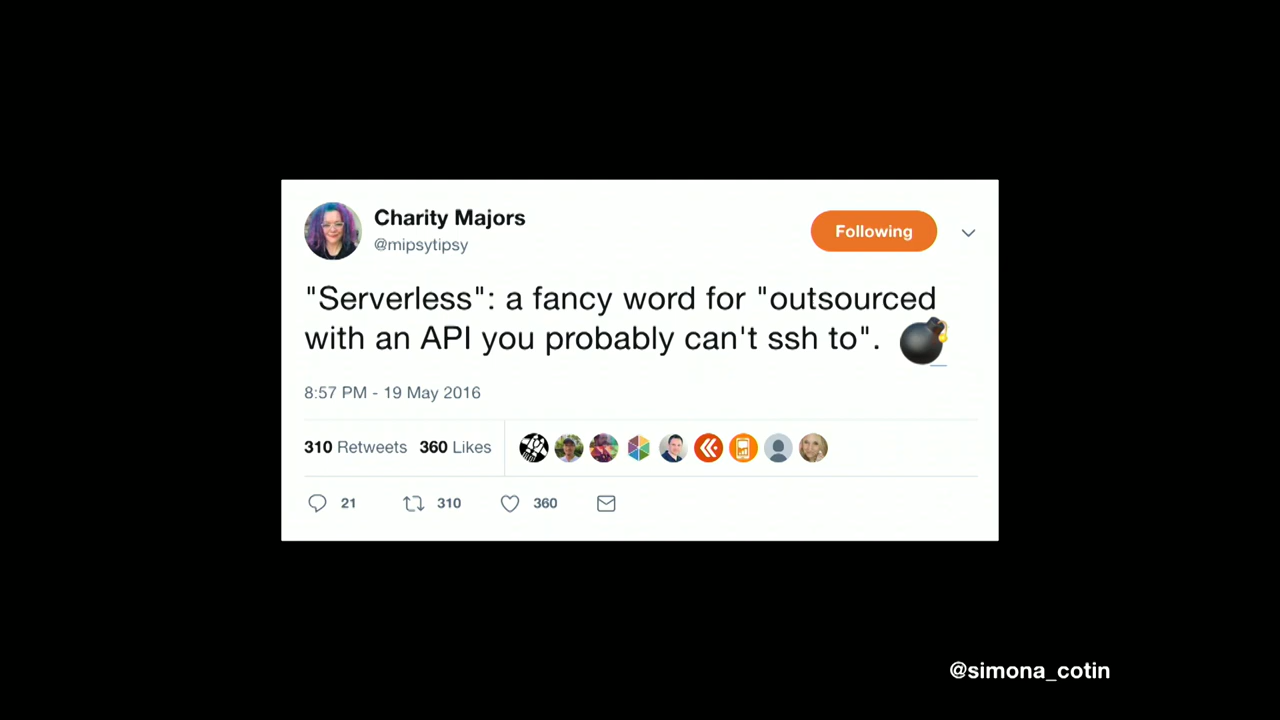 Charity Majors
@mipsytipsy
Following
"Serverless": a fancy word for "outsourced
with an API you probably can't ssh to". 💣
8:57 PM - 19 May 2016
310 Retweets 360 Likes
21 310 360
@simona_cotin